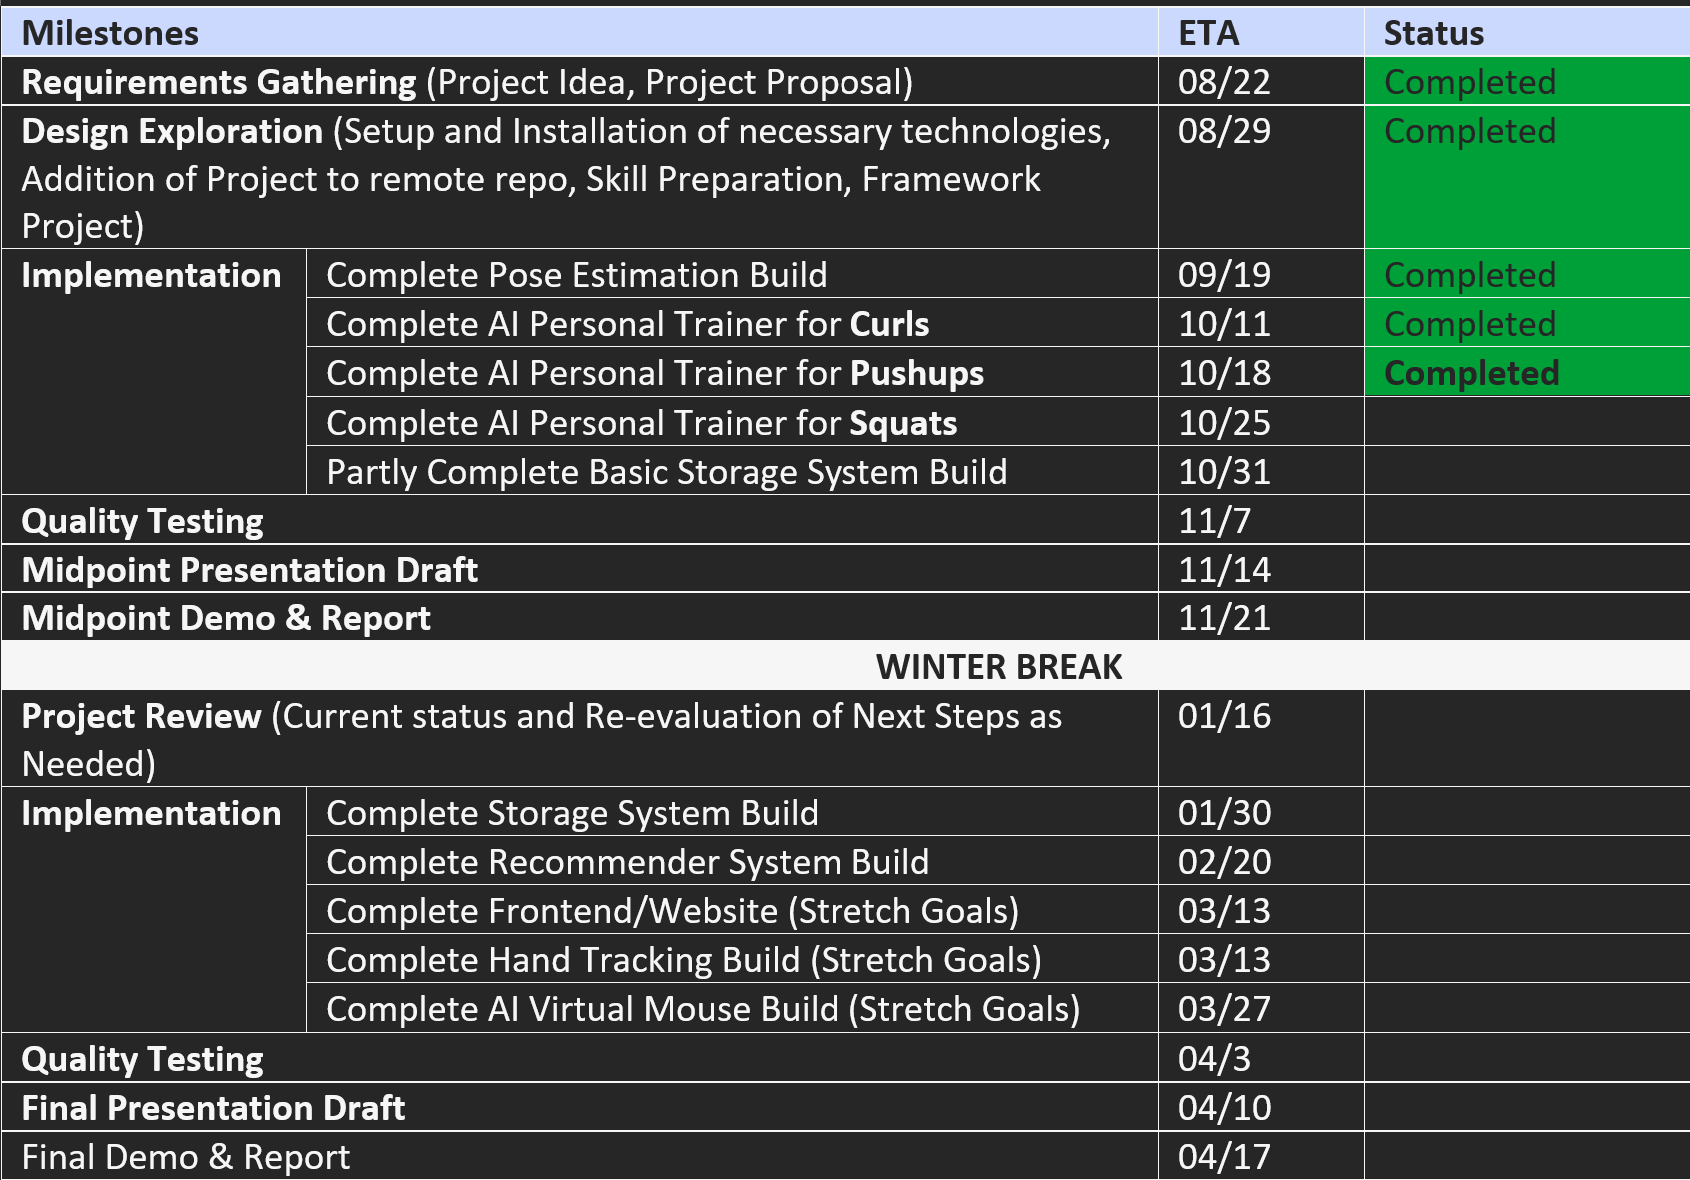 Milestones ETA Status
Requirements Gathering (Project Idea, Project Proposal) 08/22 Completed
Design Exploration (Setup and Installation of necessary technologies, 08/29 Completed
Addition of Project to remote repo, Skill Preparation, Framework
Project)
Implementation Complete Pose Estimation Build 09/19 Completed
Complete AI Personal Trainer for Curls 10/11 Completed
Complete AI Personal Trainer for Pushups 10/18 Completed
Complete AI Personal Trainer for Squats 10/25
Partly Complete Basic Storage System Build 10/31
Quality Testing 11/7
Midpoint Presentation Draft 11/14
Midpoint Demo & Report 11/21
WINTER BREAK
Project Review (Current status and Re-evaluation of Next Steps as 01/16
Needed)
Implementation Complete Storage System Build 01/30
Complete Recommender System Build 02/20
Complete Frontend/Website (Stretch Goals) 03/13
Complete Hand Tracking Build (Stretch Goals) 03/13
Complete AI Virtual Mouse Build (Stretch Goals) 03/27
Quality Testing 04/3
Final Presentation Draft 04/10
Final Demo & Report 04/17